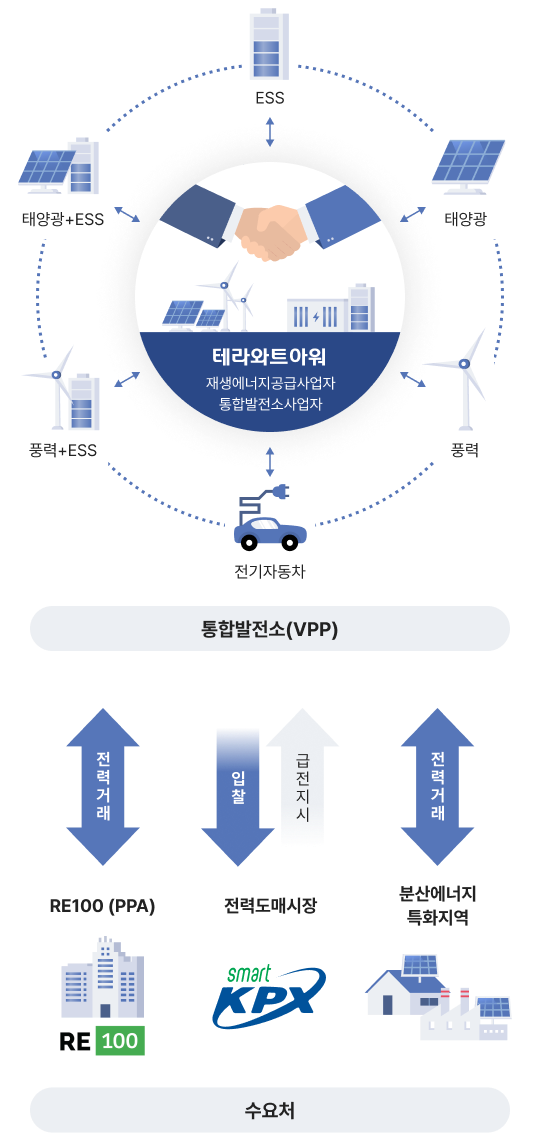 ESS
태양광+ESS
태양광
테라와트아워
재생에너지공급사업자
통합발전소사업자
풍력+ESS
풍력
전기자동차
통합발전소(VPP)
전력거래
입찰
급전지시
전력거래
RE100 (PPA)
전력도매시장
분산에너지
특화지역
smart
KPX
RE 100
수요처